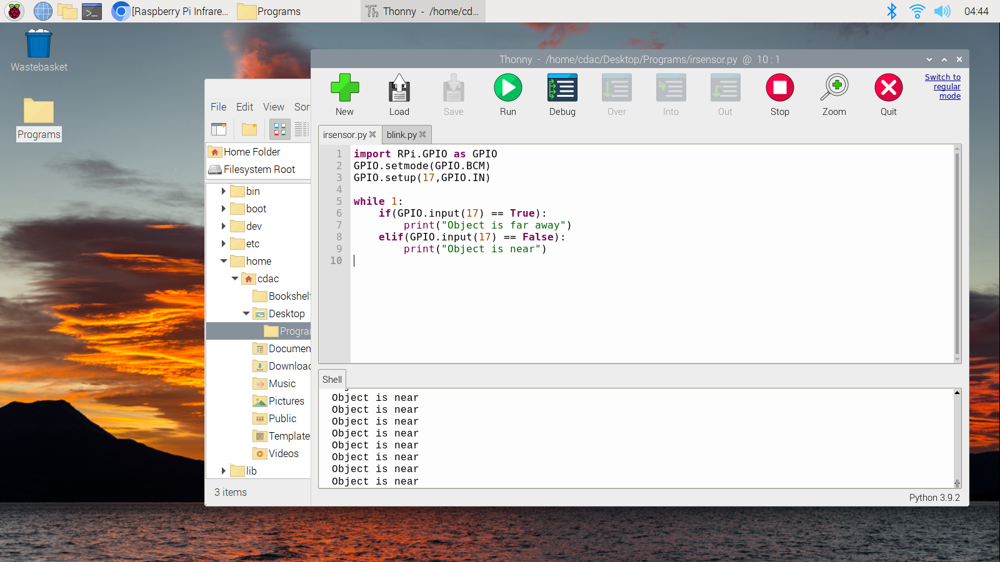 [Raspberry Pi Infrare...
Programs
Thonny - /home/cd...
04:44
Wastebasket
Programs
File Edit View Sor
Home Folder
Filesystem Root
bin
boot
dev
etc
home
cdac
Bookshelf
Desktop
Progra
Documen
Download
Music
Pictures
Public
Template
Videos
lib
3 items
Thonny - /home/cdac/Desktop/Programs/irsensor.py @ 10 : 1
New Load Save Run Debug Over Into Out Stop Zoom Quit
Switch to
regular
mode
irsensor.py blink.py
1 import RPi.GPIO as GPIO
2 GPIO.setmode(GPIO.BCM)
3 GPIO.setup(17,GPIO.IN)
4
5 while 1:
6     if(GPIO.input(17) == True):
7         print("Object is far away")
8     elif(GPIO.input(17) == False):
9         print("Object is near")
10
Shell
Object is near
Object is near
Object is near
Object is near
Object is near
Object is near
Object is near
Object is near
Python 3.9.2